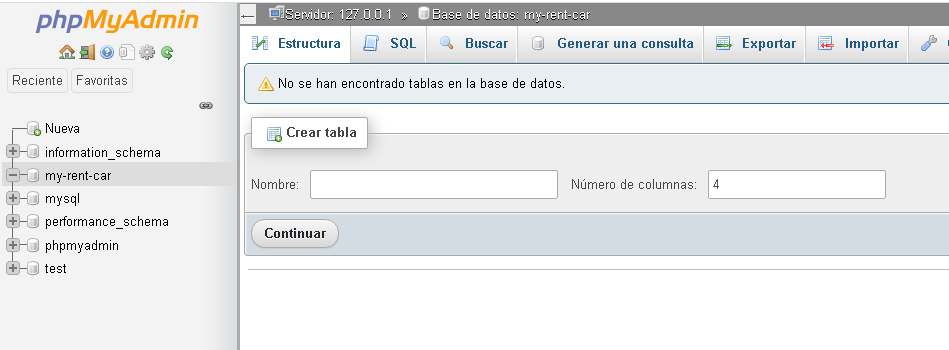 phpMyAdmin
Reciente Favoritas
Nueva
information_schema
my-rent-car
mysql
performance_schema
phpmyadmin
test
Servidor: 127.0.0.1 » Base de datos: my-rent-car
Estructura SQL Buscar Generar una consulta Exportar Importar
No se han encontrado tablas en la base de datos.
Crear tabla
Nombre: Número de columnas: 4
Continuar